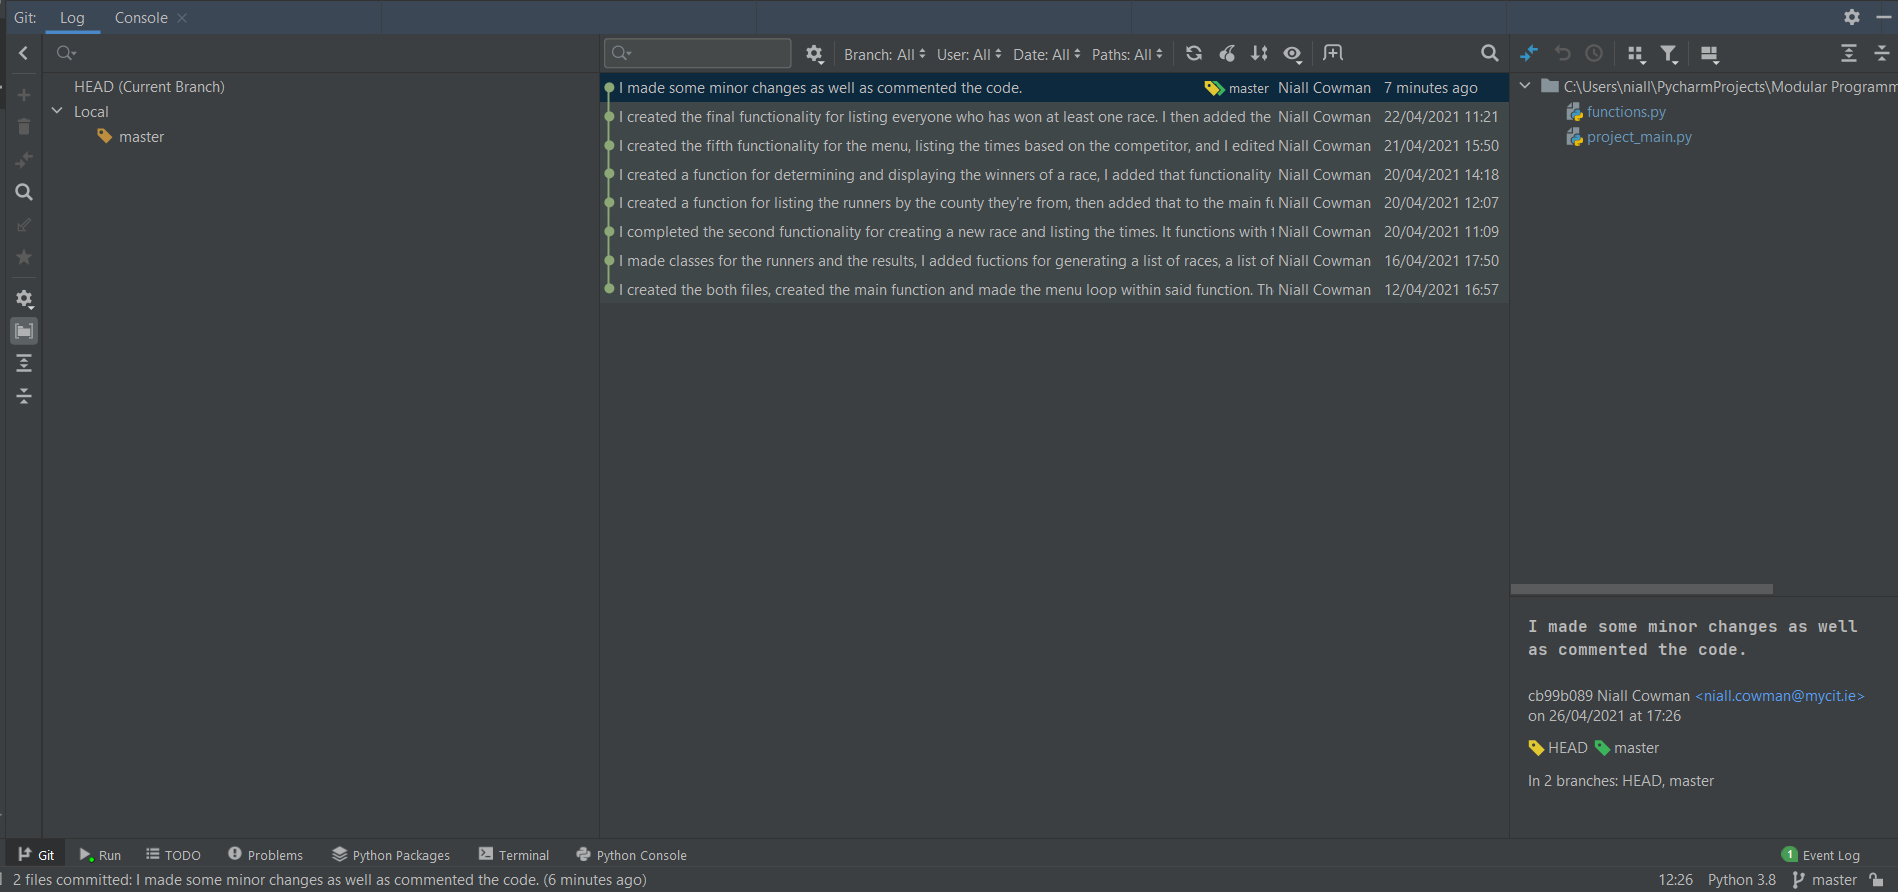 Git: Log Console
Branch: All User: All Date: All Paths: All
HEAD (Current Branch)
Local
master
I made some minor changes as well as commented the code. master Niall Cowman 7 minutes ago
I created the final functionality for listing everyone who has won at least one race. I then added the Niall Cowman 22/04/2021 11:21
I created the fifth functionality for the menu, listing the times based on the competitor, and I edited Niall Cowman 21/04/2021 15:50
I created a function for determining and displaying the winners of a race, I added that functionality Niall Cowman 20/04/2021 14:18
I created a function for listing the runners by the county they're from, then added that to the main fu Niall Cowman 20/04/2021 12:07
I completed the second functionality for creating a new race and listing the times. It functions with t Niall Cowman 20/04/2021 11:09
I made classes for the runners and the results, I added fuctions for generating a list of races, a list of Niall Cowman 16/04/2021 17:50
I created the both files, created the main function and made the menu loop within said function. Th Niall Cowman 12/04/2021 16:57
C:\Users\niall\PycharmProjects\Modular Programm
functions.py
project_main.py
I made some minor changes as well
as commented the code.
cb99b089 Niall Cowman <niall.cowman@mycit.ie>
on 26/04/2021 at 17:26
HEAD master
In 2 branches: HEAD, master
Git Run TODO Problems Python Packages Terminal Python Console 1 Event Log
2 files committed: I made some minor changes as well as commented the code. (6 minutes ago) 12:26 Python 3.8 master